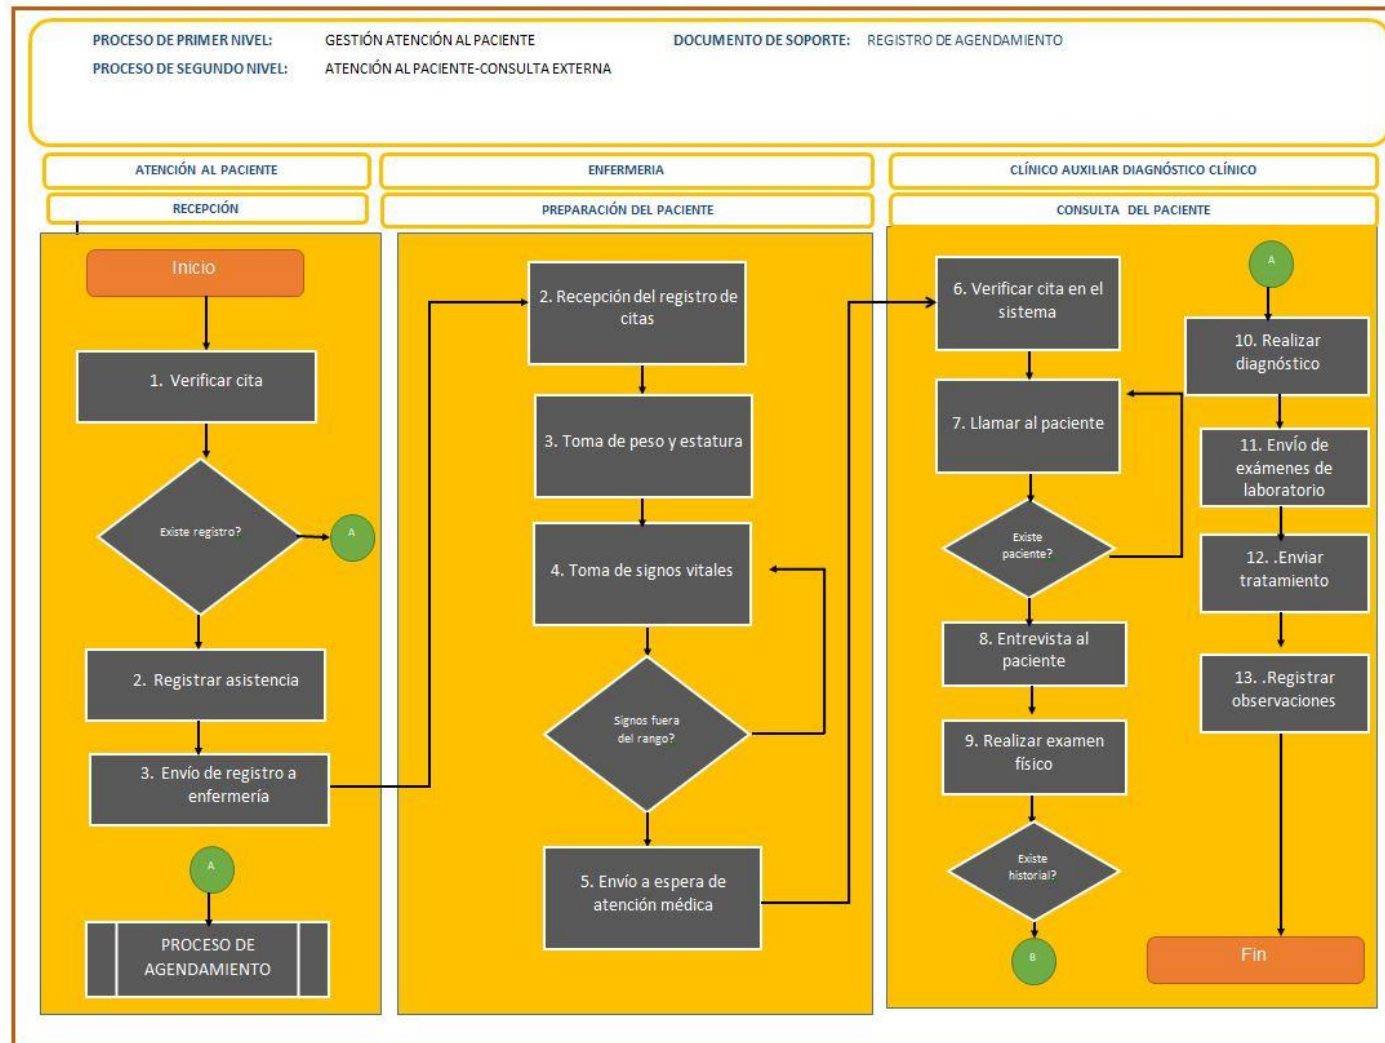 PROCESO DE PRIMER NIVEL: GESTIÓN ATENCIÓN AL PACIENTE DOCUMENTO DE SOPORTE: REGISTRO DE AGENDAMIENTO
PROCESO DE SEGUNDO NIVEL: ATENCIÓN AL PACIENTE-CONSULTA EXTERNA
ATENCIÓN AL PACIENTE
RECEPCIÓN
Inicio
1. Verificar cita
Existe registro?
A
2. Registrar asistencia
3. Envío de registro a
enfermería
A
PROCESO DE
AGENDAMIENTO
ENFERMERIA
PREPARACIÓN DEL PACIENTE
2. Recepción del registro de
citas
3. Toma de peso y estatura
4. Toma de signos vitales
Signos fuera
del rango?
5. Envío a espera de
atención médica
CLÍNICO AUXILIAR DIAGNÓSTICO CLÍNICO
CONSULTA DEL PACIENTE
6. Verificar cita en el
sistema
7. Llamar al paciente
Existe
paciente?
8. Entrevista al
paciente
9. Realizar examen
físico
Existe
historial?
B
A
10. Realizar
diagnóstico
11. Envío de
exámenes de
laboratorio
12. .Enviar
tratamiento
13. .Registrar
observaciones
Fin